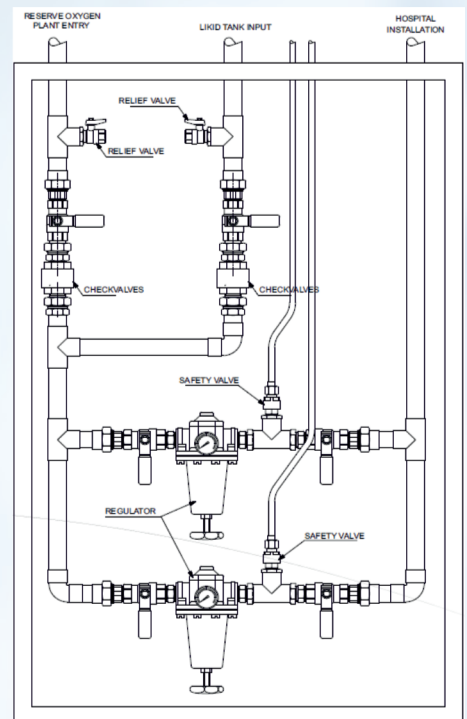 RESERVE OXYGEN
PLANT ENTRY
LIKID TANK INPUT
HOSPITAL
INSTALLATION
RELIEF VALVE
RELIEF VALVE
CHECKVALVES
CHECKVALVES
SAFETY VALVE
REGULATOR
SAFETY VALVE